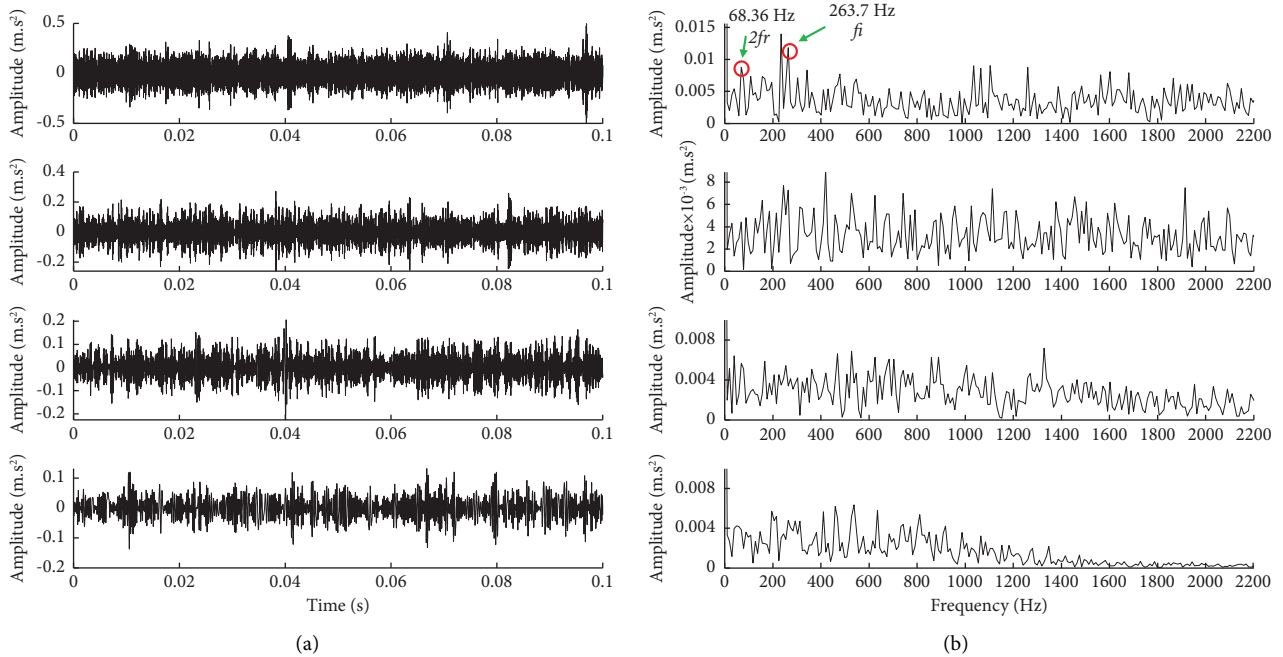 0.5
0
-0.5
Amplitude (m.s²)
0 0.02 0.04 0.06 0.08 0.1
0.4
0.2
0
-0.2
Amplitude (m.s²)
0 0.02 0.04 0.06 0.08 0.1
0.2
0.1
0
-0.1
-0.2
Amplitude (m.s²)
0 0.02 0.04 0.06 0.08 0.1
0.1
0
-0.1
-0.2
Amplitude (m.s²)
0 0.02 0.04 0.06 0.08 0.1
Time (s)
(a)
68.36 Hz
2fr
263.7 Hz
fi
0.015
0.01
0.005
0
Amplitude (m.s²)
0 200 400 600 800 1000 1200 1400 1600 1800 2000 2200
8
6
4
2
0
Amplitude×10⁻³ (m.s²)
0 200 400 600 800 1000 1200 1400 1600 1800 2000 2200
0.008
0.004
0
Amplitude (m.s²)
0 200 400 600 800 1000 1200 1400 1600 1800 2000 2200
0.008
0.004
0
Amplitude (m.s²)
0 200 400 600 800 1000 1200 1400 1600 1800 2000 2200
Frequency (Hz)
(b)